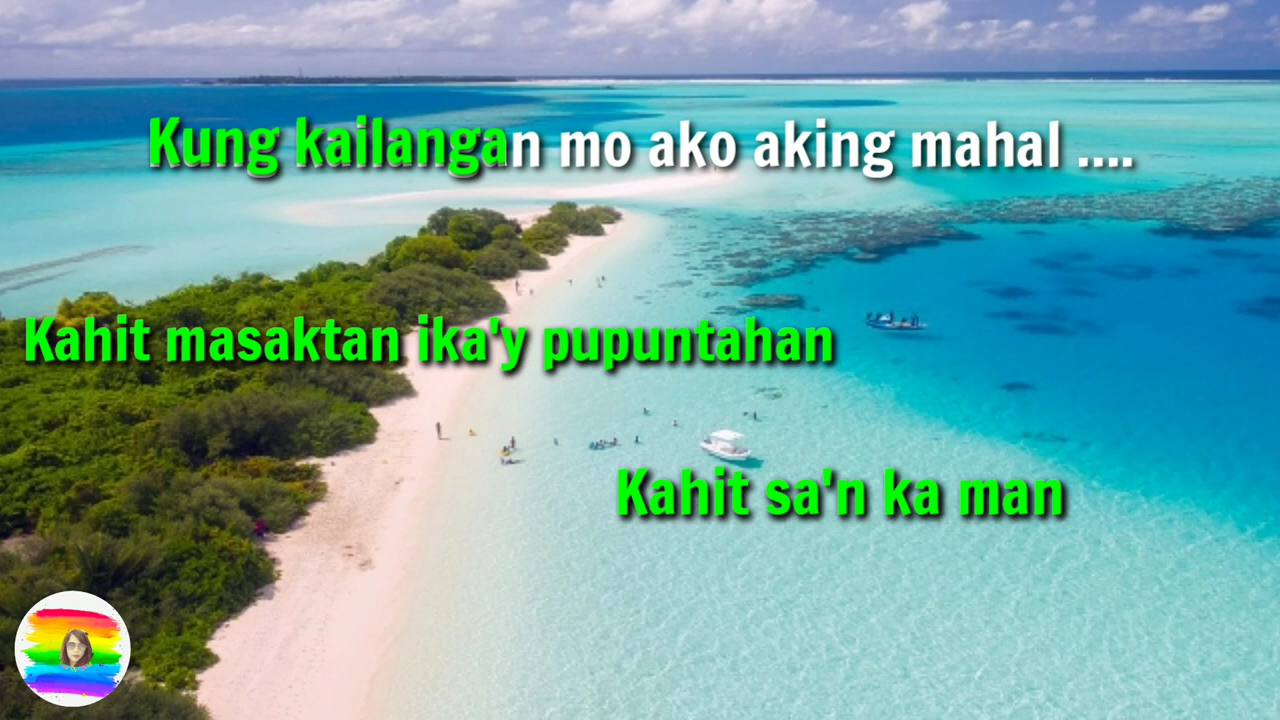 Kung kailangan mo ako aking mahal ....
Kahit masaktan ika'y pupuntahan
Kahit sa'n ka man